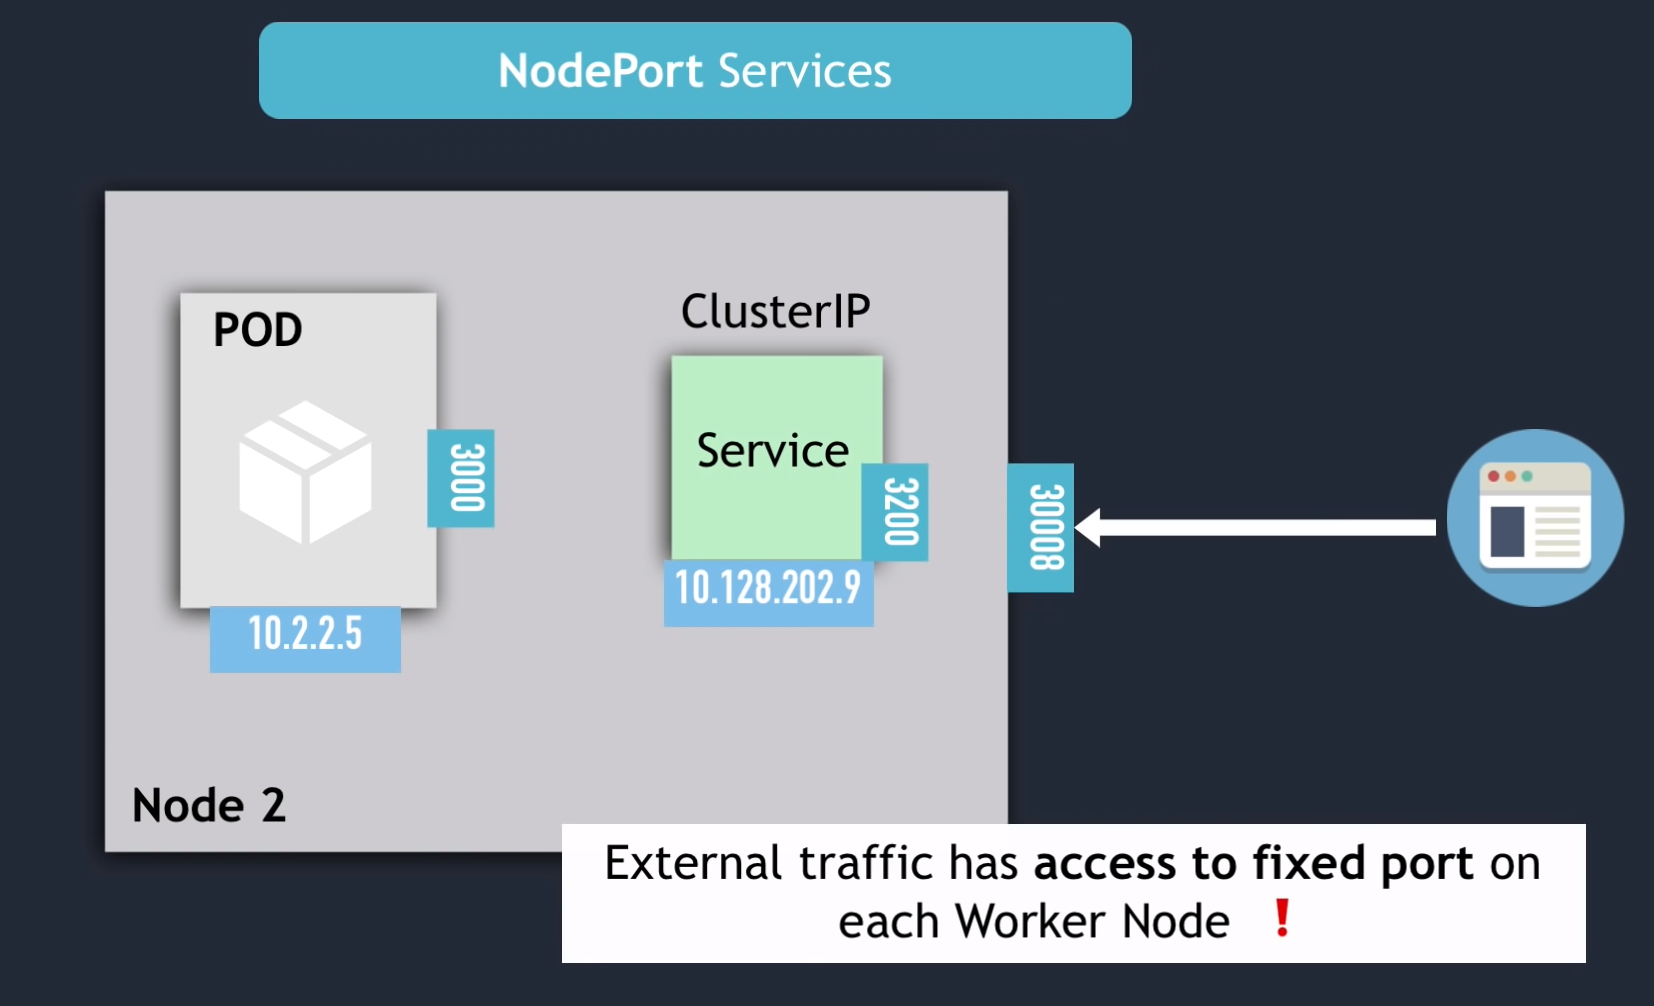 NodePort Services
ClusterIP
POD
Service
3000
3200
30008
10.128.202.9
10.2.2.5
Node 2
External traffic has access to fixed port on
each Worker Node !